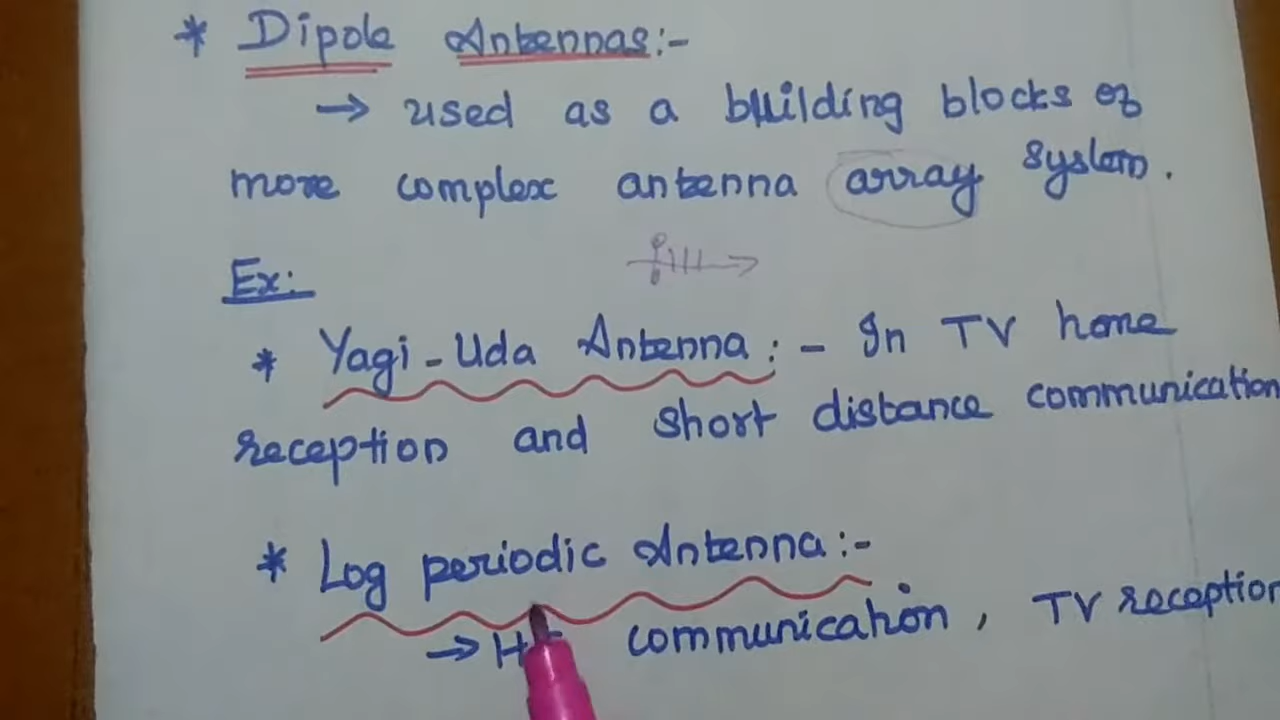 * Dipole Antennas:-
→ used as a building blocks of
more complex antenna array system.
Ex:
* Yagi-Uda Antenna: - In TV home
reception and short distance communication
* Log periodic Antenna:-
→ communication, TV reception